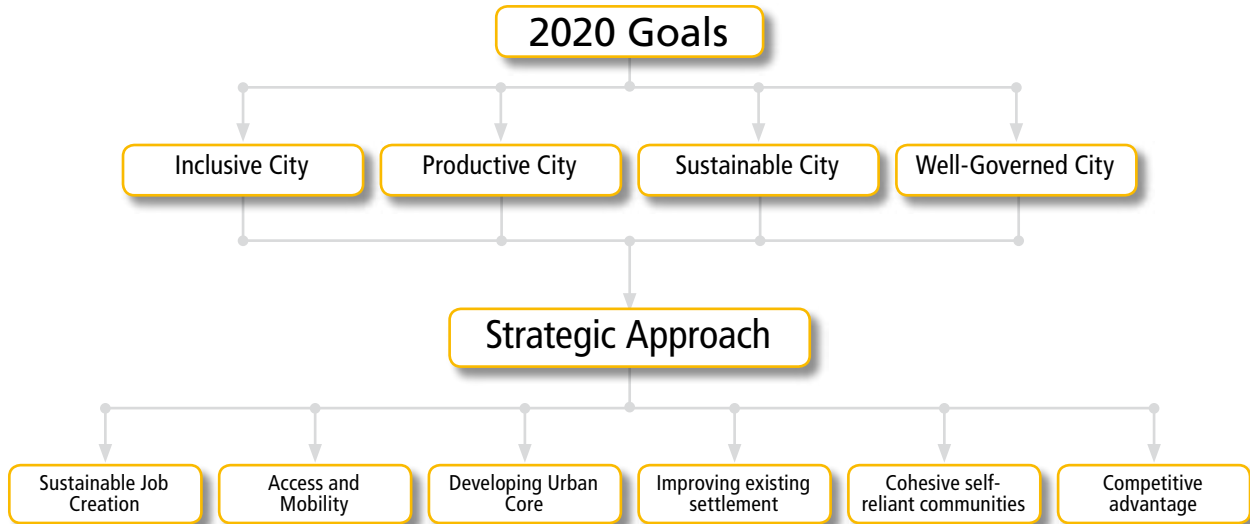 2020 Goals
Inclusive City
Productive City
Sustainable City
Well-Governed City
Strategic Approach
Sustainable Job
Creation
Access and
Mobility
Developing Urban
Core
Improving existing
settlement
Cohesive self-
reliant communities
Competitive
advantage